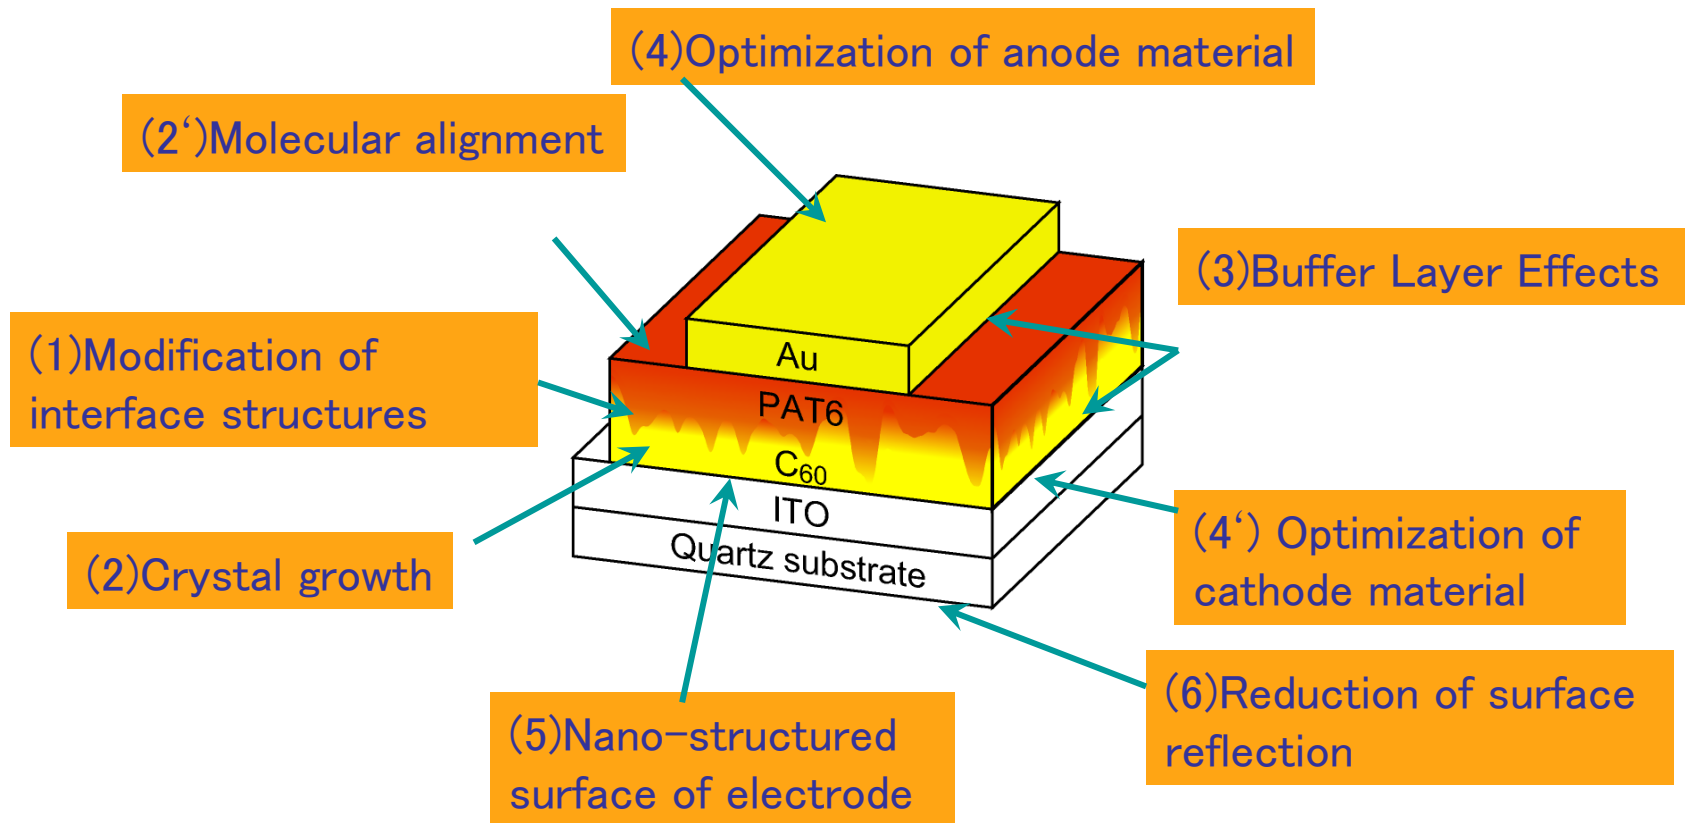 (4)Optimization of anode material
(2‘)Molecular alignment
(3)Buffer Layer Effects
(1)Modification of
interface structures
Au
PAT6
C₆₀
ITO
Quartz substrate
(2)Crystal growth
(4‘) Optimization of
cathode material
(5)Nano-structured
surface of electrode
(6)Reduction of surface
reflection